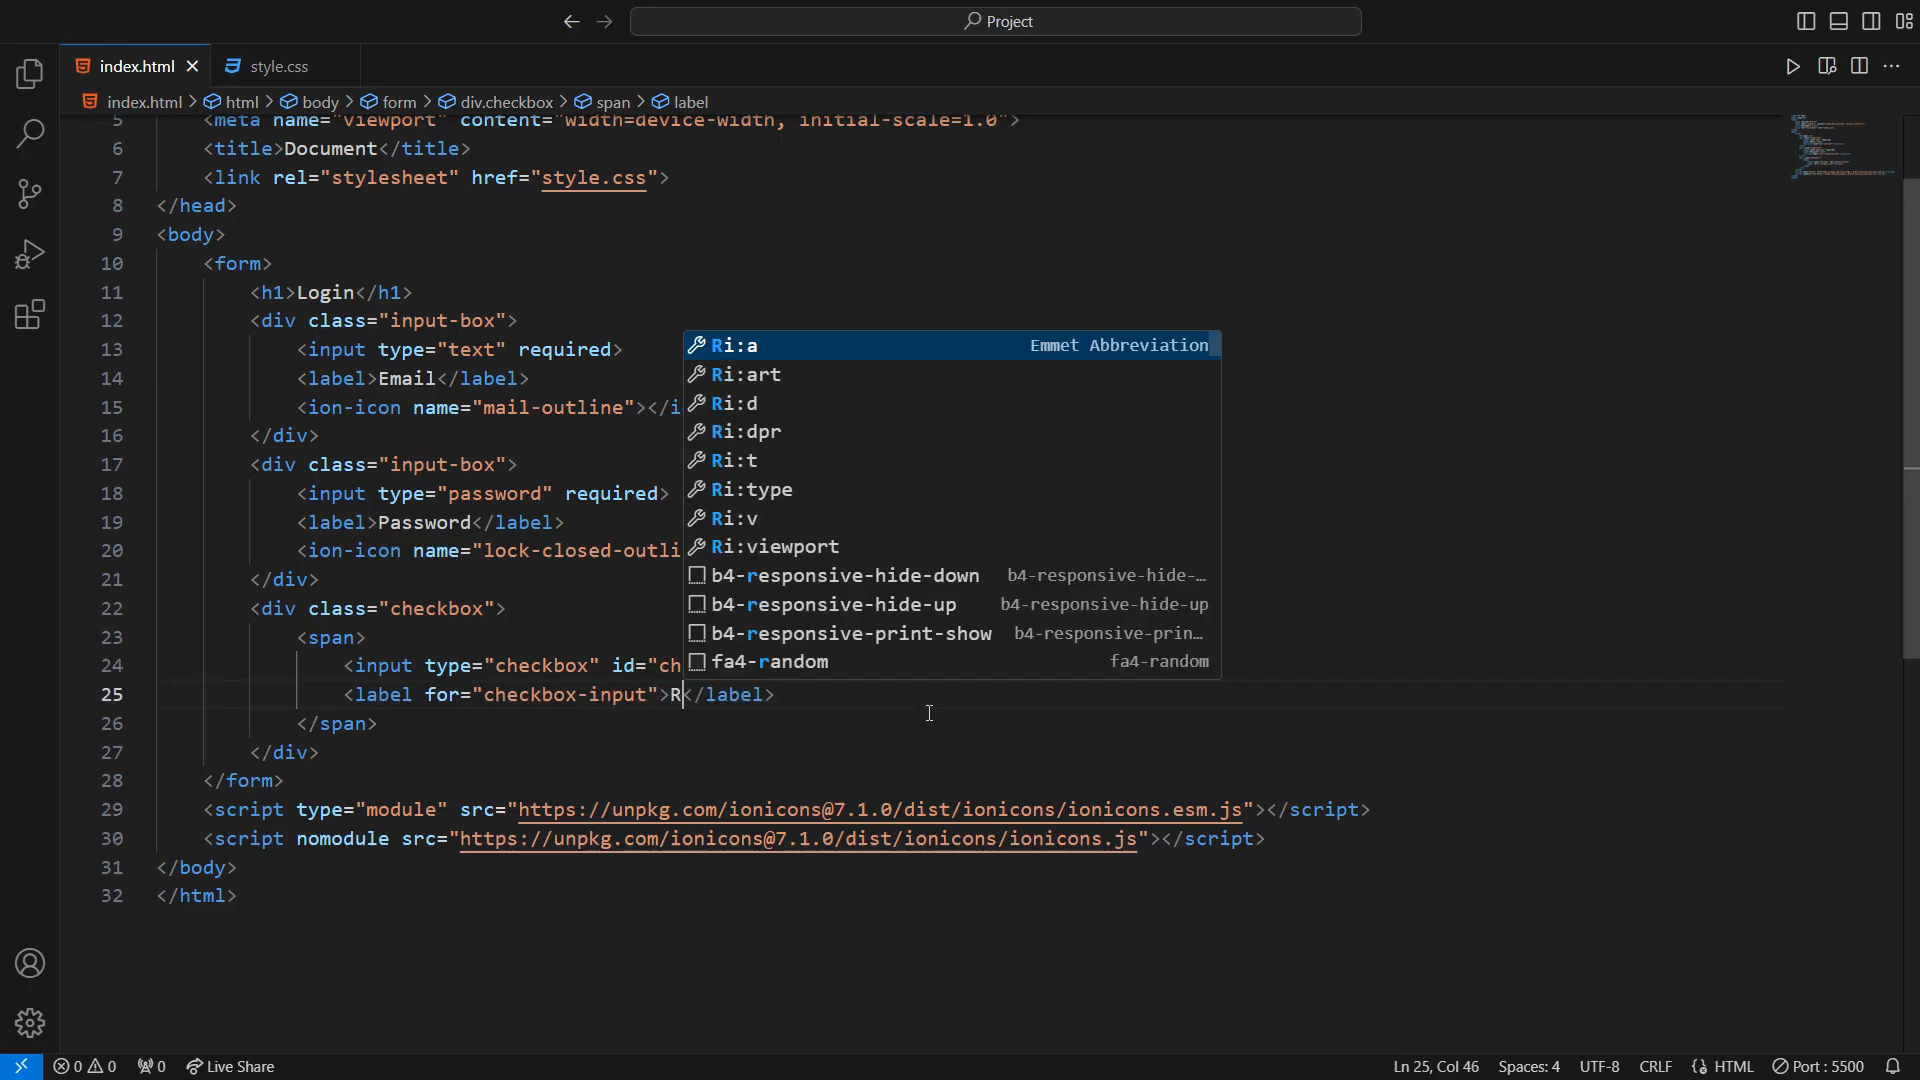 Project
index.html style.css
index.html > html > body > form > div.checkbox > span > label
5 <meta name="viewport" content="width=device-width, initial-scale=1.0">
6 <title>Document</title>
7 <link rel="stylesheet" href="style.css">
8 </head>
9 <body>
10 <form>
11 <h1>Login</h1>
12 <div class="input-box">
13 <input type="text" required>
14 <label>Email</label>
15 <ion-icon name="mail-outline"></i
16 </div>
17 <div class="input-box">
18 <input type="password" required>
19 <label>Password</label>
20 <ion-icon name="lock-closed-outli
21 </div>
22 <div class="checkbox">
23 <span>
24 <input type="checkbox" id="ch
25 <label for="checkbox-input">R</label>
26 </span>
27 </div>
28 </form>
29 <script type="module" src="https://unpkg.com/ionicons@7.1.0/dist/ionicons/ionicons.esm.js"></script>
30 <script nomodule src="https://unpkg.com/ionicons@7.1.0/dist/ionicons/ionicons.js"></script>
31 </body>
32 </html>
Ri:a Emmet Abbreviation
Ri:art
Ri:d
Ri:dpr
Ri:t
Ri:type
Ri:v
Ri:viewport
b4-responsive-hide-down b4-responsive-hide-…
b4-responsive-hide-up b4-responsive-hide-up
b4-responsive-print-show b4-responsive-prin…
fa4-random fa4-random
0 0 0 Live Share Ln 25, Col 46 Spaces: 4 UTF-8 CRLF HTML Port : 5500